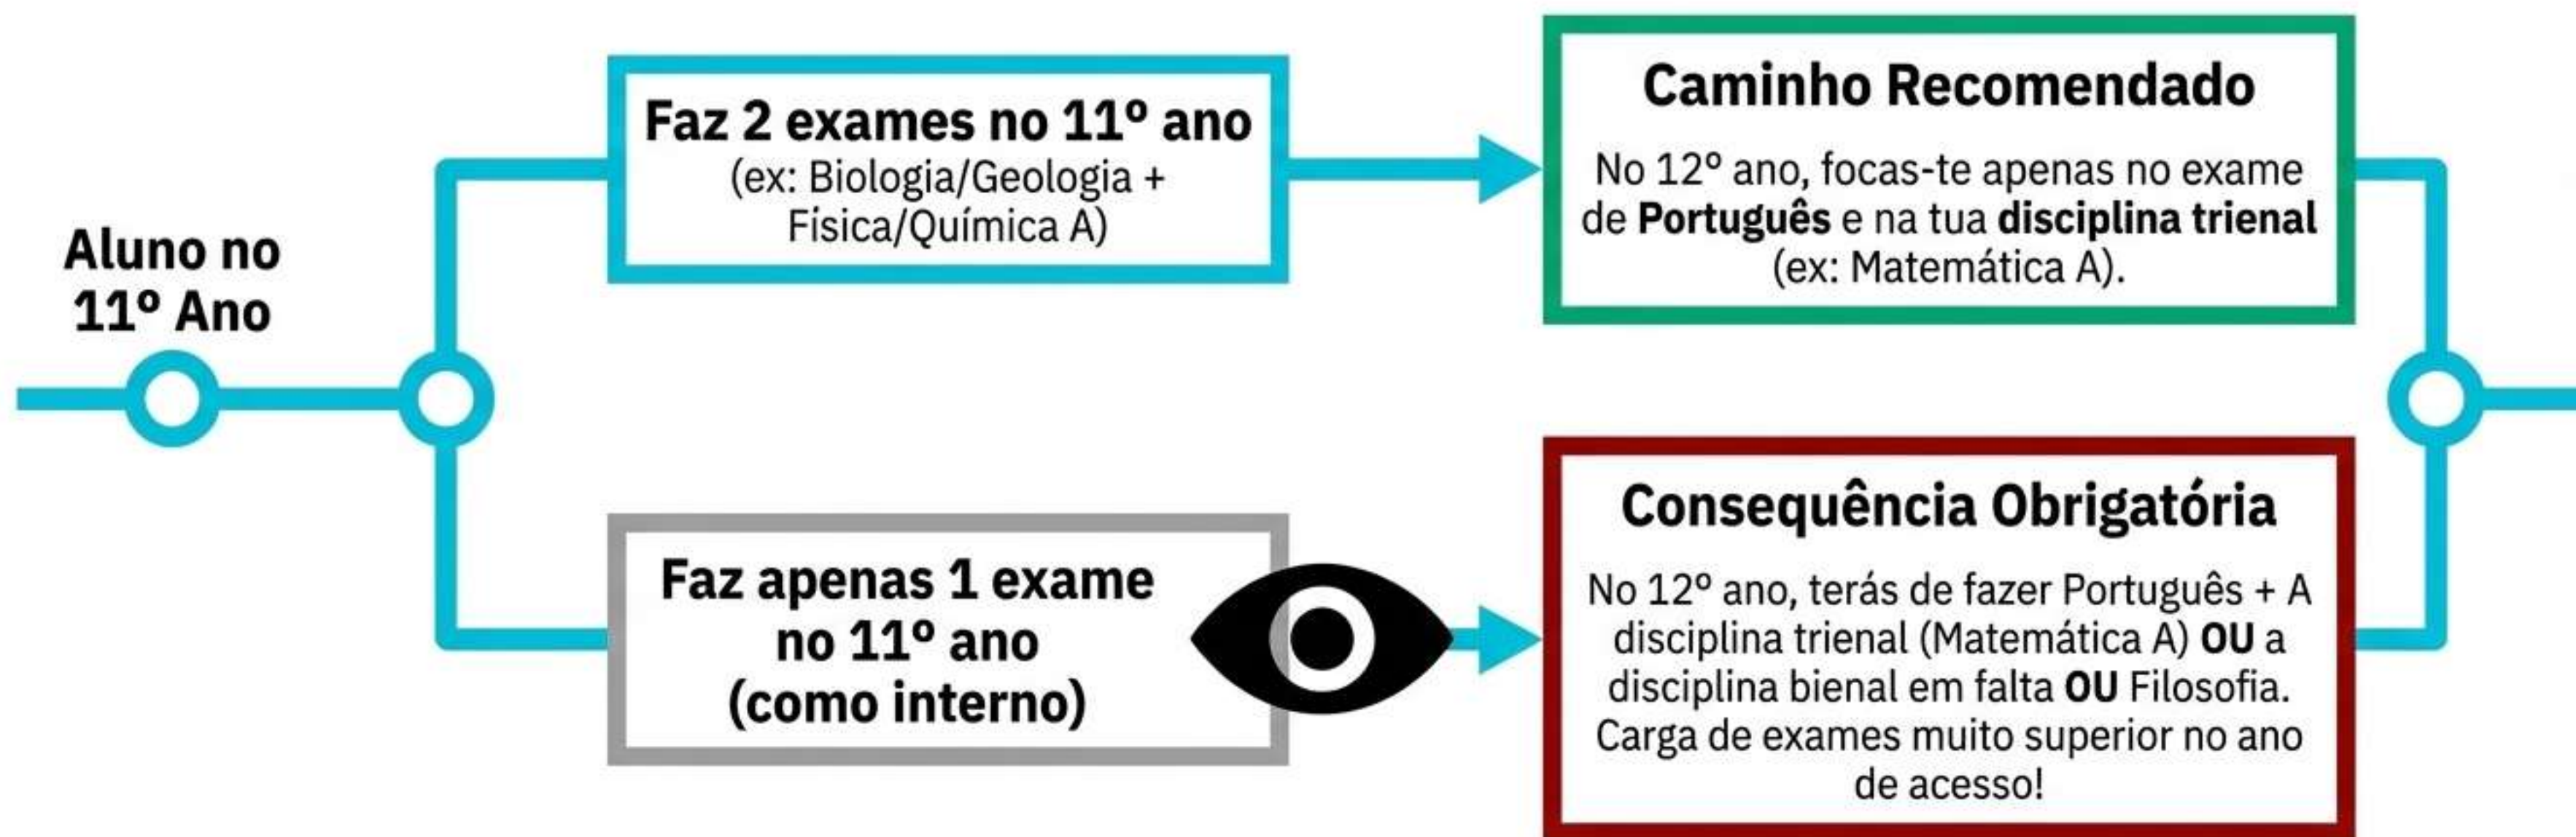 Aluno no
11º Ano
Faz 2 exames no 11º ano
(ex: Biologia/Geologia +
Física/Química A)
Caminho Recomendado
No 12º ano, focas-te apenas no exame
de Português e na tua disciplina trienal
(ex: Matemática A).
Faz apenas 1 exame
no 11º ano
(como interno)
Consequência Obrigatória
No 12º ano, terás de fazer Português + A
disciplina trienal (Matemática A) OU a
disciplina bienal em falta OU Filosofia.
Carga de exames muito superior no ano
de acesso!